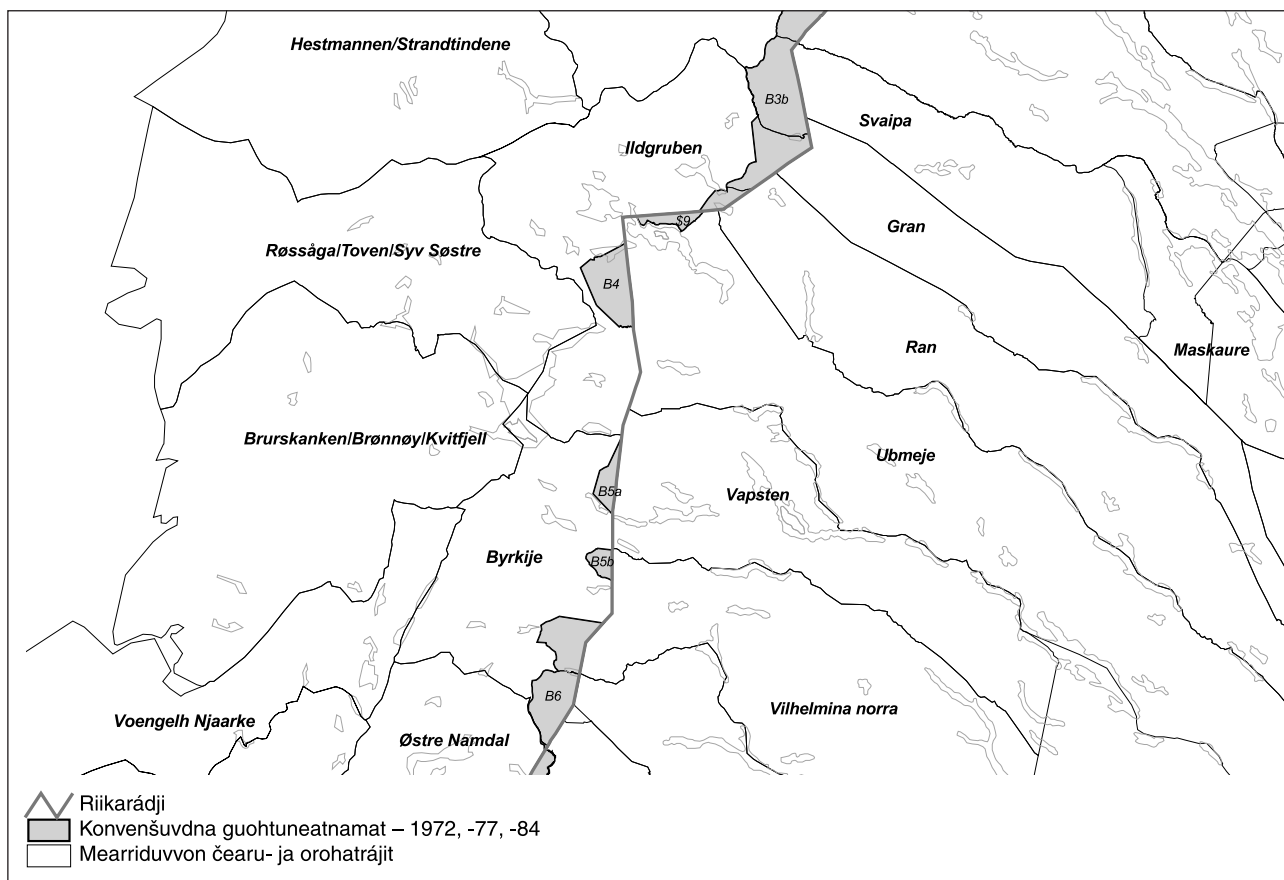 Hestmannen/Strandtindene
B3b
Svaipa
Ildgruben
S9
Gran
Røssåga/Toven/Syv Søstre
B4
Ran
Maskaure
Brurskanken/Brønnøy/Kvitfjell
Ubmeje
B5a
Vapsten
Byrkije
B5b
B6
Vilhelmina norra
Voengelh Njaarke
Østre Namdal
Riikarádji
Konvenšuvdna guohtuneatnamat – 1972, -77, -84
Mearriduvvon čearu- ja orohatrájit